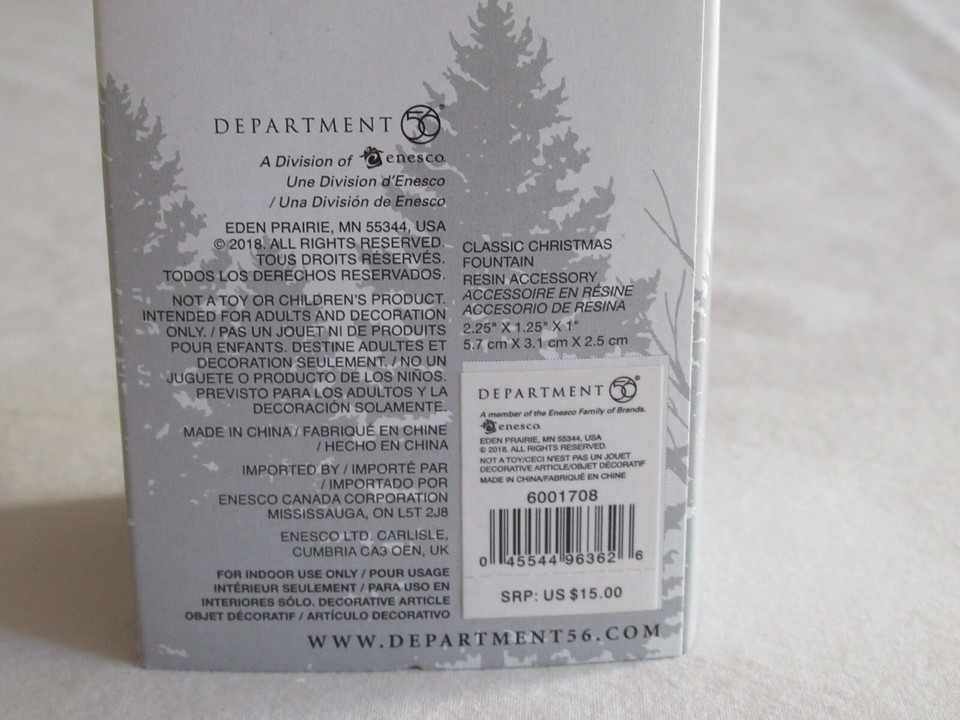 DEPARTMENT 56®
A Division of enesco.
Une Division d'Enesco
/ Una División de Enesco
EDEN PRAIRIE, MN 55344, USA
© 2018. ALL RIGHTS RESERVED.
TOUS DROITS RÉSERVÉS.
TODOS LOS DERECHOS RESERVADOS.
NOT A TOY OR CHILDREN'S PRODUCT.
INTENDED FOR ADULTS AND DECORATION
ONLY. / PAS UN JOUET NI DE PRODUITS
POUR ENFANTS. DESTINE ADULTES ET
DECORATION SEULEMENT. / NO UN
JUGUETE O PRODUCTO DE LOS NIÑOS.
PREVISTO PARA LOS ADULTOS Y LA
DECORACIÓN SOLAMENTE.
MADE IN CHINA / FABRIQUÉ EN CHINE
/ HECHO EN CHINA
IMPORTED BY / IMPORTÉ PAR
/ IMPORTADO POR
ENESCO CANADA CORPORATION
MISSISSAUGA, ON L5T 2J8
ENESCO LTD. CARLISLE,
CUMBRIA CA3 OEN, UK
FOR INDOOR USE ONLY / POUR USAGE
INTÉRIEUR SEULEMENT / PARA USO EN
INTERIORES SÓLO. DECORATIVE ARTICLE
OBJET DÉCORATIF / ARTÍCULO DECORATIVO
CLASSIC CHRISTMAS
FOUNTAIN
RESIN ACCESSORY
ACCESSOIRE EN RÉSINE
ACCESORIO DE RESINA
2.25" X 1.25" X 1"
5.7 cm X 3.1 cm X 2.5 cm
DEPARTMENT 56®
A member of the Enesco Family of Brands.
enesco.
EDEN PRAIRIE, MN 55344, USA
© 2018. ALL RIGHTS RESERVED.
NOT A TOY/CECI N'EST PAS UN JOUET
DECORATIVE ARTICLE/OBJET DÉCORATIF
MADE IN CHINA/FABRIQUÉ EN CHINE
6001708
0 45544 96362 6
SRP: US $15.00
WWW.DEPARTMENT56.COM